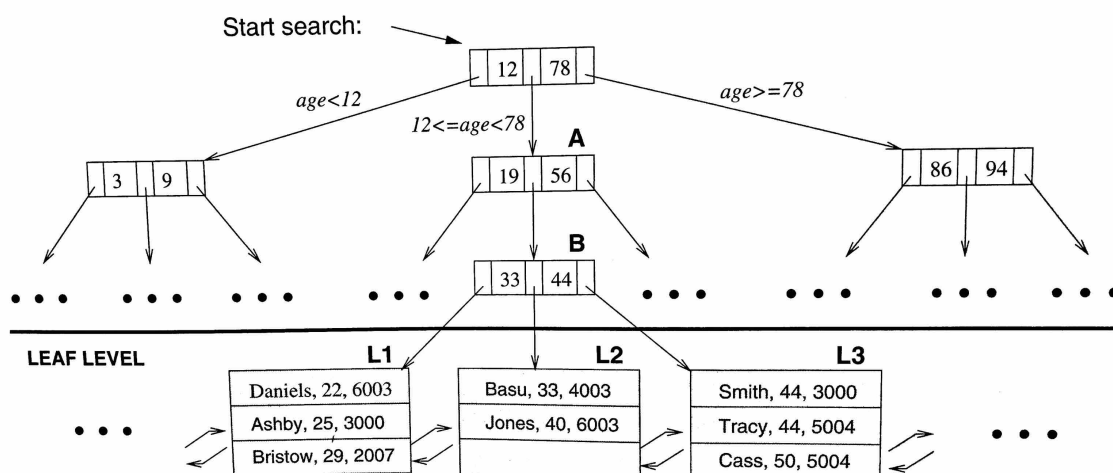 Start search:
12 78
age<12
12<=age<78
age>=78
A
3 9
19 56
86 94
B
33 44
LEAF LEVEL
L1
L2
L3
Daniels, 22, 6003
Ashby, 25, 3000
Bristow, 29, 2007
Basu, 33, 4003
Jones, 40, 6003
Smith, 44, 3000
Tracy, 44, 5004
Cass, 50, 5004